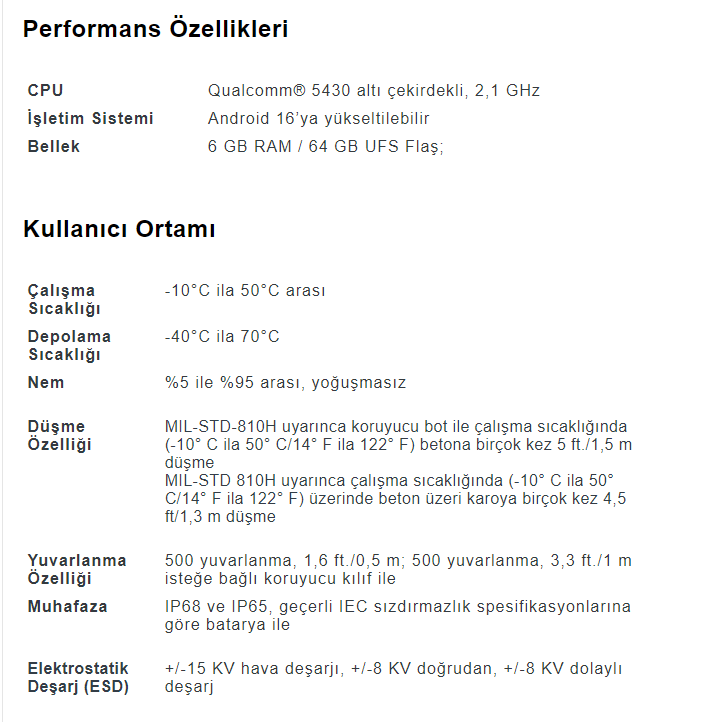 Performans Özellikleri
CPU Qualcomm® 5430 altı çekirdekli, 2,1 GHz
İşletim Sistemi Android 16’ya yükseltilebilir
Bellek 6 GB RAM / 64 GB UFS Flaş;
Kullanıcı Ortamı
Çalışma -10°C ila 50°C arası
Sıcaklığı
Depolama -40°C ila 70°C
Sıcaklığı
Nem %5 ile %95 arası, yoğuşmasız
Düşme MIL-STD-810H uyarınca koruyucu bot ile çalışma sıcaklığında
Özelliği (-10° C ila 50° C/14° F ila 122° F) betona birçok kez 5 ft./1,5 m
düşme
MIL-STD 810H uyarınca çalışma sıcaklığında (-10° C ila 50°
C/14° F ila 122° F) üzerinde beton üzeri karoya birçok kez 4,5
ft/1,3 m düşme
Yuvarlanma 500 yuvarlanma, 1,6 ft./0,5 m; 500 yuvarlanma, 3,3 ft./1 m
Özelliği isteğe bağlı koruyucu kılıf ile
Muhafaza IP68 ve IP65, geçerli IEC sızdırmazlık spesifikasyonlarına
göre batarya ile
Elektrostatik +/-15 KV hava deşarjı, +/-8 KV doğrudan, +/-8 KV dolaylı
Deşarj (ESD) deşarj